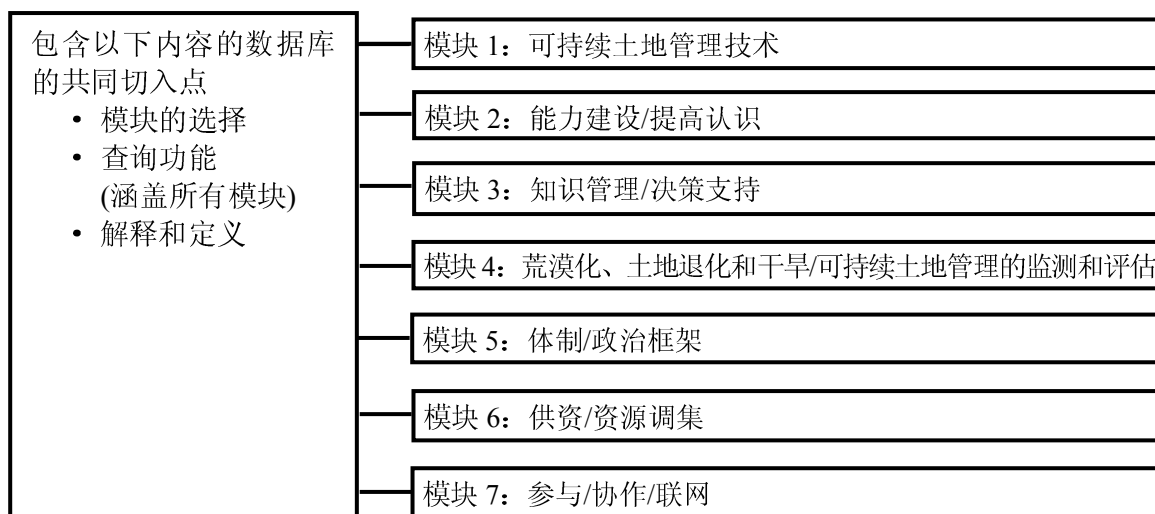 包含以下内容的数据库
的共同切入点
• 模块的选择
• 查询功能
(涵盖所有模块)
• 解释和定义
模块 1：可持续土地管理技术
模块 2：能力建设/提高认识
模块 3：知识管理/决策支持
模块 4：荒漠化、土地退化和干旱/可持续土地管理的监测和评估
模块 5：体制/政治框架
模块 6：供资/资源调集
模块 7：参与/协作/联网